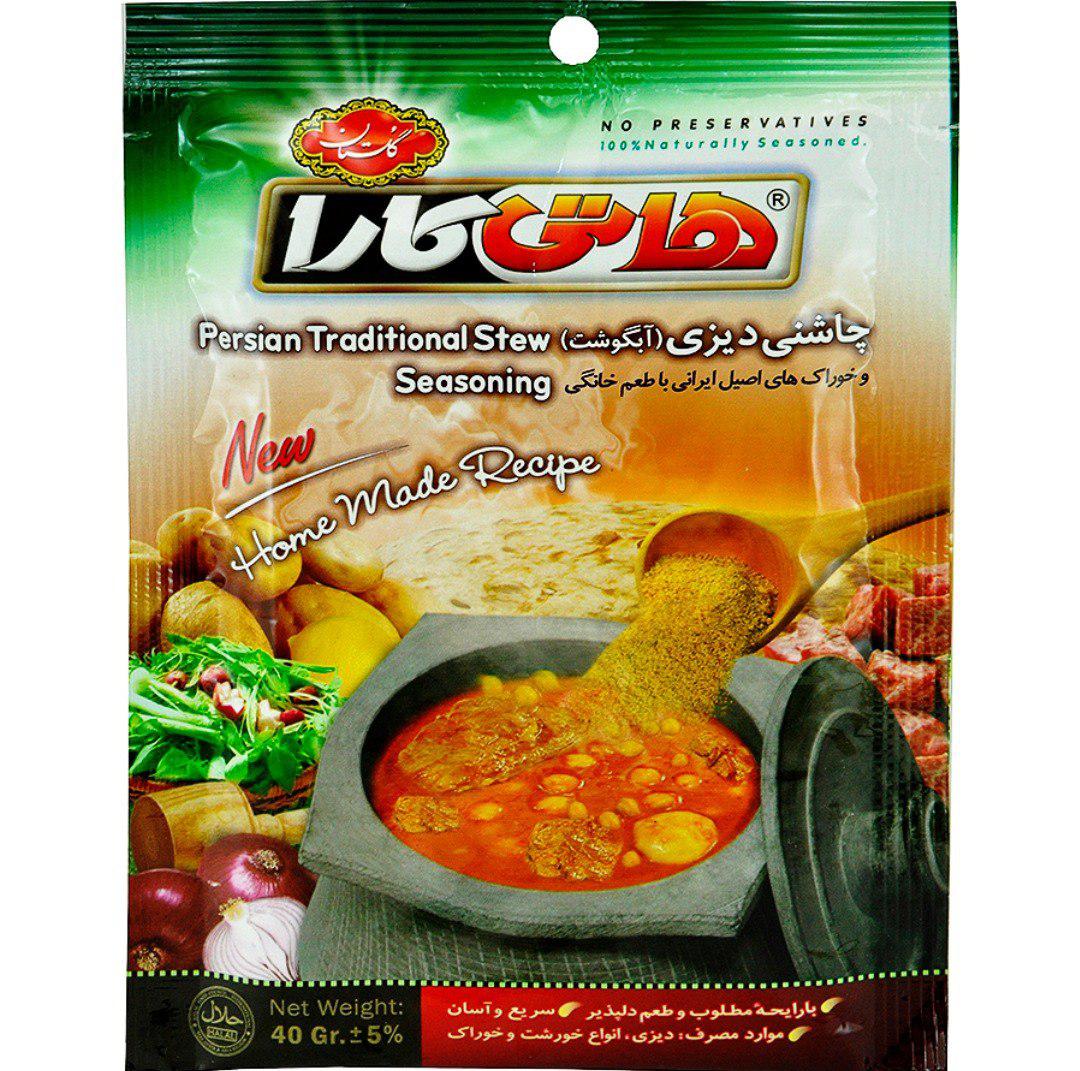 گلستان
NO PRESERVATIVES
100% Naturally Seasoned.
هاتی کارا ®
چاشنی دیزی (آبگوشت) Persian Traditional Stew
و خوراک های اصیل ایرانی با طعم خانگی Seasoning
New
Home Made Recipe
حلال
HALAL
Net Weight:
40 Gr. ± 5%
با رایحهٔ مطلوب و طعم دلپذیر سریع و آسان
موارد مصرف: دیزی، انواع خورشت و خوراک